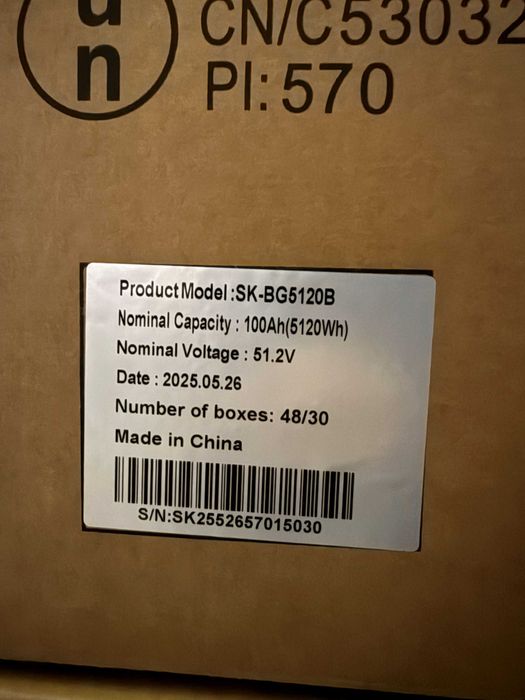 un
CN/C53032
PI:570
Product Model :SK-BG5120B
Nominal Capacity : 100Ah(5120Wh)
Nominal Voltage : 51.2V
Date : 2025.05.26
Number of boxes: 48/30
Made in China
S/N:SK2552657015030